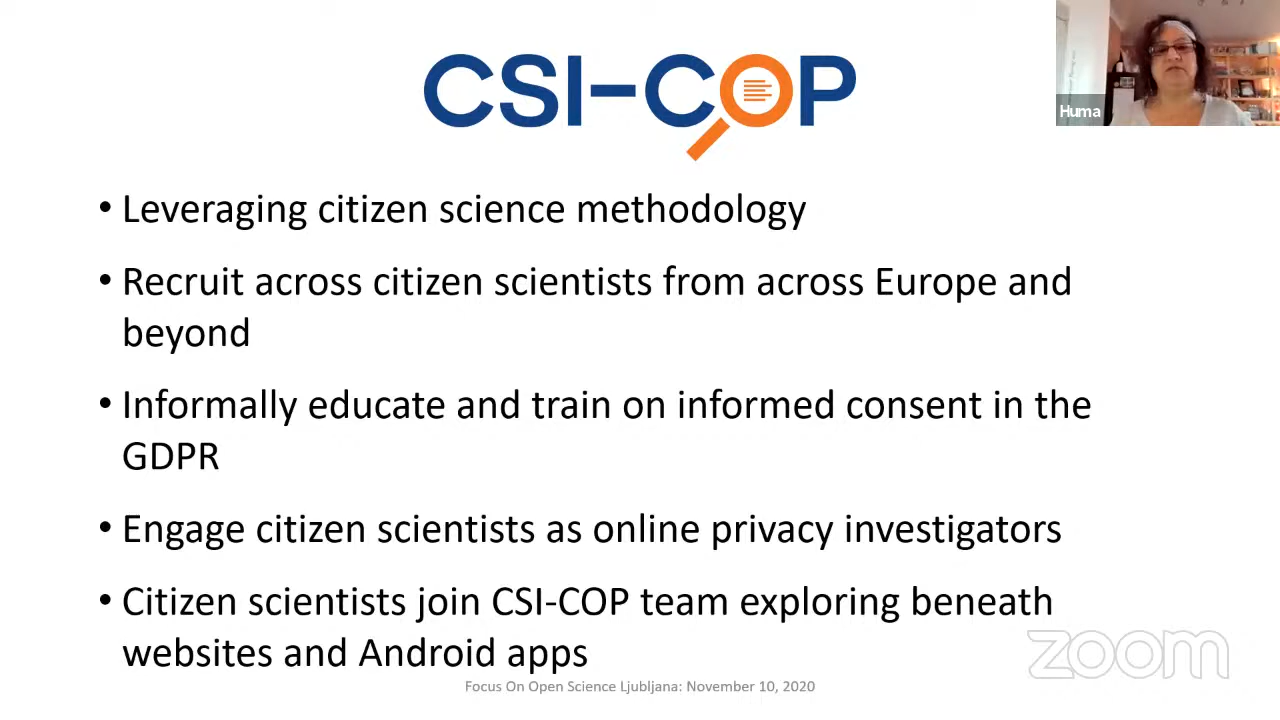 CSI-COP
Huma
• Leveraging citizen science methodology
• Recruit across citizen scientists from across Europe and
beyond
• Informally educate and train on informed consent in the
GDPR
• Engage citizen scientists as online privacy investigators
• Citizen scientists join CSI-COP team exploring beneath
websites and Android apps
zoom
Focus On Open Science Ljubljana: November 10, 2020